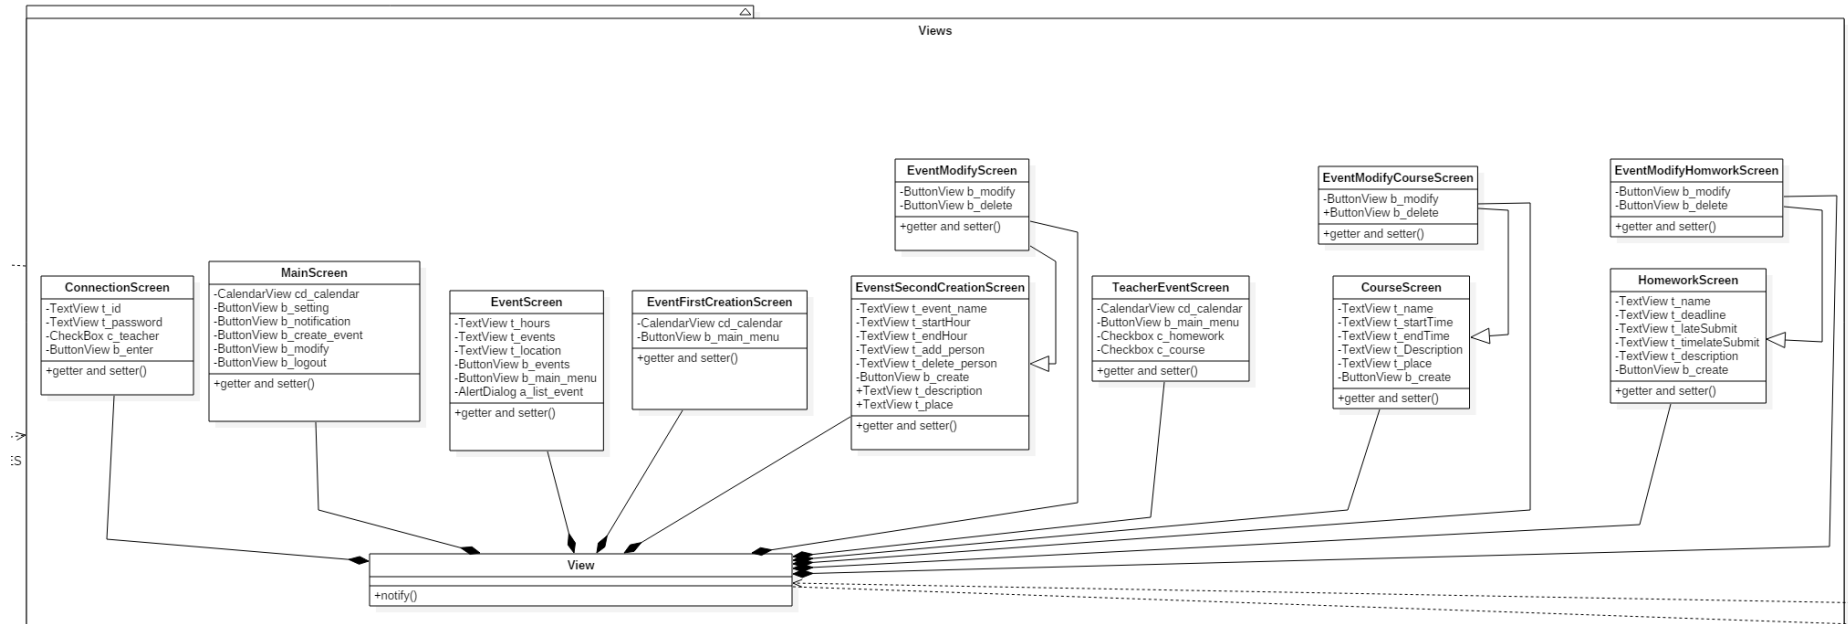 Views
EventModifyScreen
-ButtonView b_modify
-ButtonView b_delete
+getter and setter()
EventModifyCourseScreen
-ButtonView b_modify
+ButtonView b_delete
+getter and setter()
EventModifyHomworkScreen
-ButtonView b_modify
-ButtonView b_delete
+getter and setter()
ConnectionScreen
-TextView t_id
-TextView t_password
-CheckBox c_teacher
-ButtonView b_enter
+getter and setter()
MainScreen
-CalendarView cd_calendar
-ButtonView b_setting
-ButtonView b_notification
-ButtonView b_create_event
-ButtonView b_modify
-ButtonView b_logout
+getter and setter()
EventScreen
-TextView t_hours
-TextView t_events
-TextView t_location
-ButtonView b_events
-ButtonView b_main_menu
-AlertDialog a_list_event
+getter and setter()
EventFirstCreationScreen
-CalendarView cd_calendar
-ButtonView b_main_menu
+getter and setter()
EvenstSecondCreationScreen
-TextView t_event_name
-TextView t_startHour
-TextView t_endHour
-TextView t_add_person
-TextView t_delete_person
-ButtonView b_create
+TextView t_description
+TextView t_place
+getter and setter()
TeacherEventScreen
-CalendarView cd_calendar
-ButtonView b_main_menu
-Checkbox c_homework
-Checkbox c_course
+getter and setter()
CourseScreen
-TextView t_name
-TextView t_startTime
-TextView t_endTime
-TextView t_Description
-TextView t_place
-ButtonView b_create
+getter and setter()
HomeworkScreen
-TextView t_name
-TextView t_deadline
-TextView t_lateSubmit
-TextView t_timelateSubmit
-TextView t_description
-ButtonView b_create
+getter and setter()
ES
View
+notify()